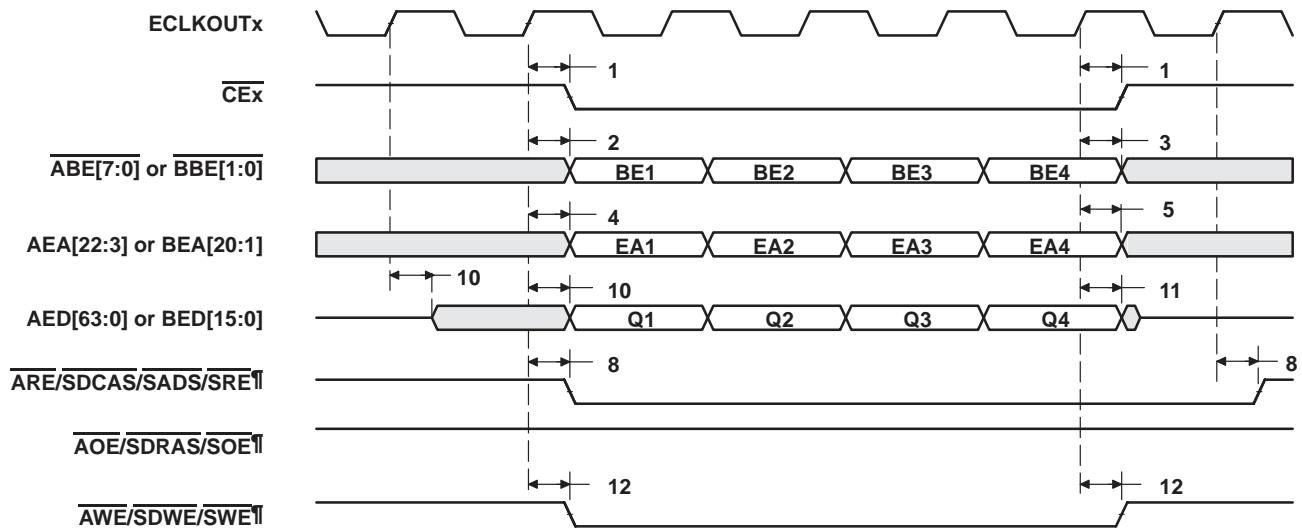 ECLKOUTx
1 1
CEx
2 3
ABE[7:0] or BBE[1:0]
BE1 BE2 BE3 BE4
4 5
AEA[22:3] or BEA[20:1]
EA1 EA2 EA3 EA4
10 10 11
AED[63:0] or BED[15:0]
Q1 Q2 Q3 Q4
8 8
ARE/SDCAS/SADS/SRE¶
AOE/SDRAS/SOE¶
12 12
AWE/SDWE/SWE¶